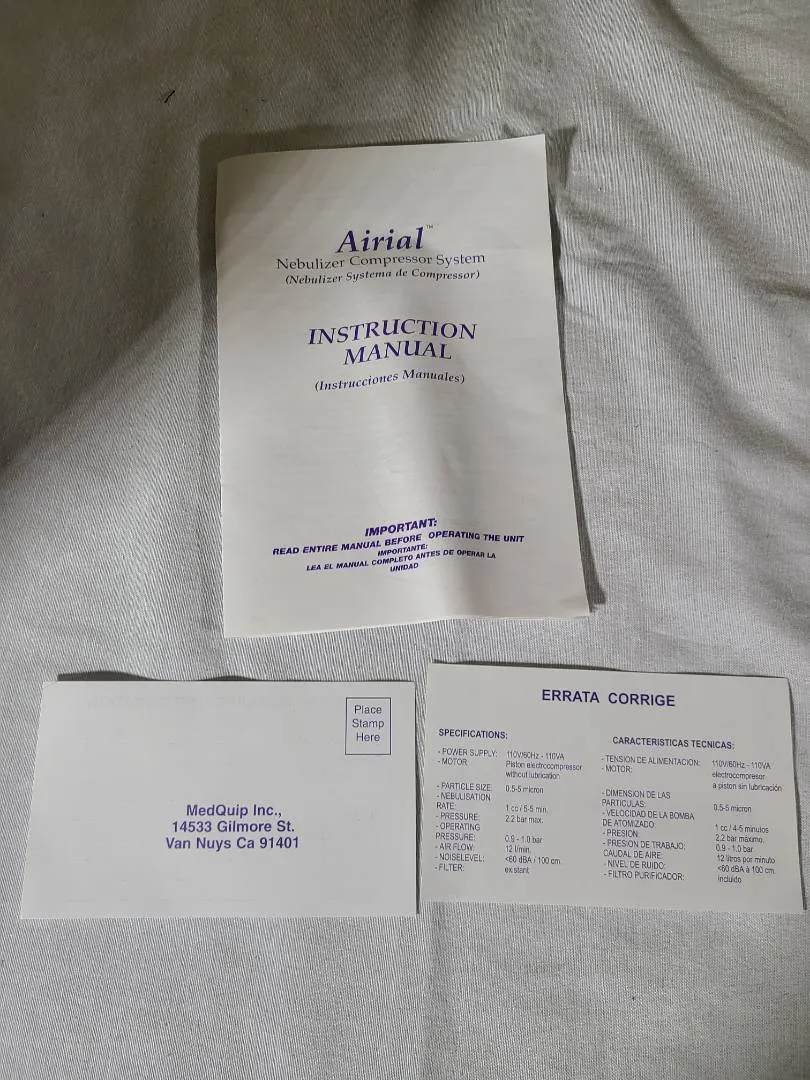 Airial™
Nebulizer Compressor System
(Nebulizer Systema de Compressor)
INSTRUCTION
MANUAL
(Instrucciones Manuales)
IMPORTANT:
READ ENTIRE MANUAL BEFORE OPERATING THE UNIT
IMPORTANTE:
LEA EL MANUAL COMPLETO ANTES DE OPERAR LA
UNIDAD
Place
Stamp
Here
MedQuip Inc.,
14533 Gilmore St.
Van Nuys Ca 91401
ERRATA CORRIGE
SPECIFICATIONS:
- POWER SUPPLY: 110V/60Hz - 110VA
- MOTOR Piston electrocompressor
without lubrication
- PARTICLE SIZE: 0.5-5 micron
- NEBULISATION
RATE: 1 cc / 5-5 min.
- PRESSURE: 2.2 bar max.
- OPERATING
PRESSURE: 0.9 - 1.0 bar
- AIR FLOW: 12 l/min.
- NOISELEVEL: <60 dBA / 100 cm.
- FILTER: existant
CARACTERISTICAS TECNICAS:
- TENSION DE ALIMENTACION: 110V/60Hz - 110VA
- MOTOR: electrocompresor
a piston sin lubricación
- DIMENSION DE LAS
PARTICULAS: 0.5-5 micron
- VELOCIDAD DE LA BOMBA
DE ATOMIZADO: 1 cc / 4-5 minutos
- PRESION: 2.2 bar máximo.
- PRESION DE TRABAJO: 0.9 - 1.0 bar
CAUDAL DE AIRE: 12 litros por minuto
- NIVEL DE RUIDO: <60 dBA à 100 cm.
- FILTRO PURIFICADOR: incluido